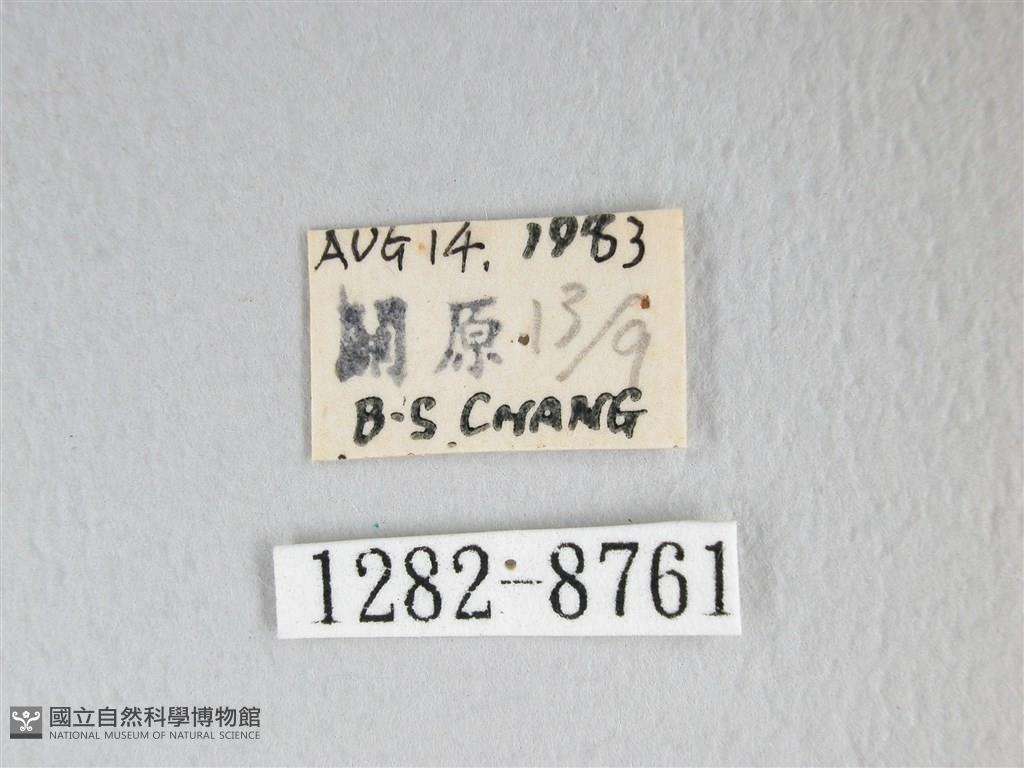 AUG 14. 1983
關原 13/9
B-S CHANG
1282-8761
國立自然科學博物館
NATIONAL MUSEUM OF NATURAL SCIENCE